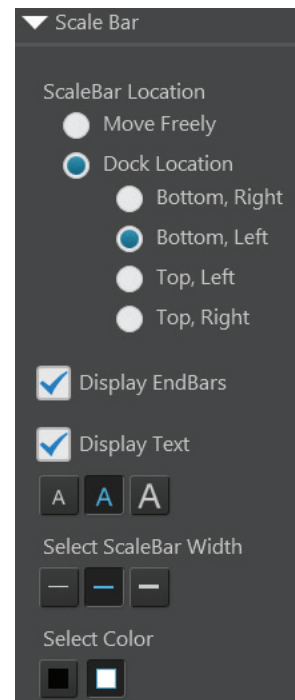 Scale Bar
ScaleBar Location
Move Freely
Dock Location
Bottom, Right
Bottom, Left
Top, Left
Top, Right
Display EndBars
Display Text
A A A
Select ScaleBar Width
Select Color